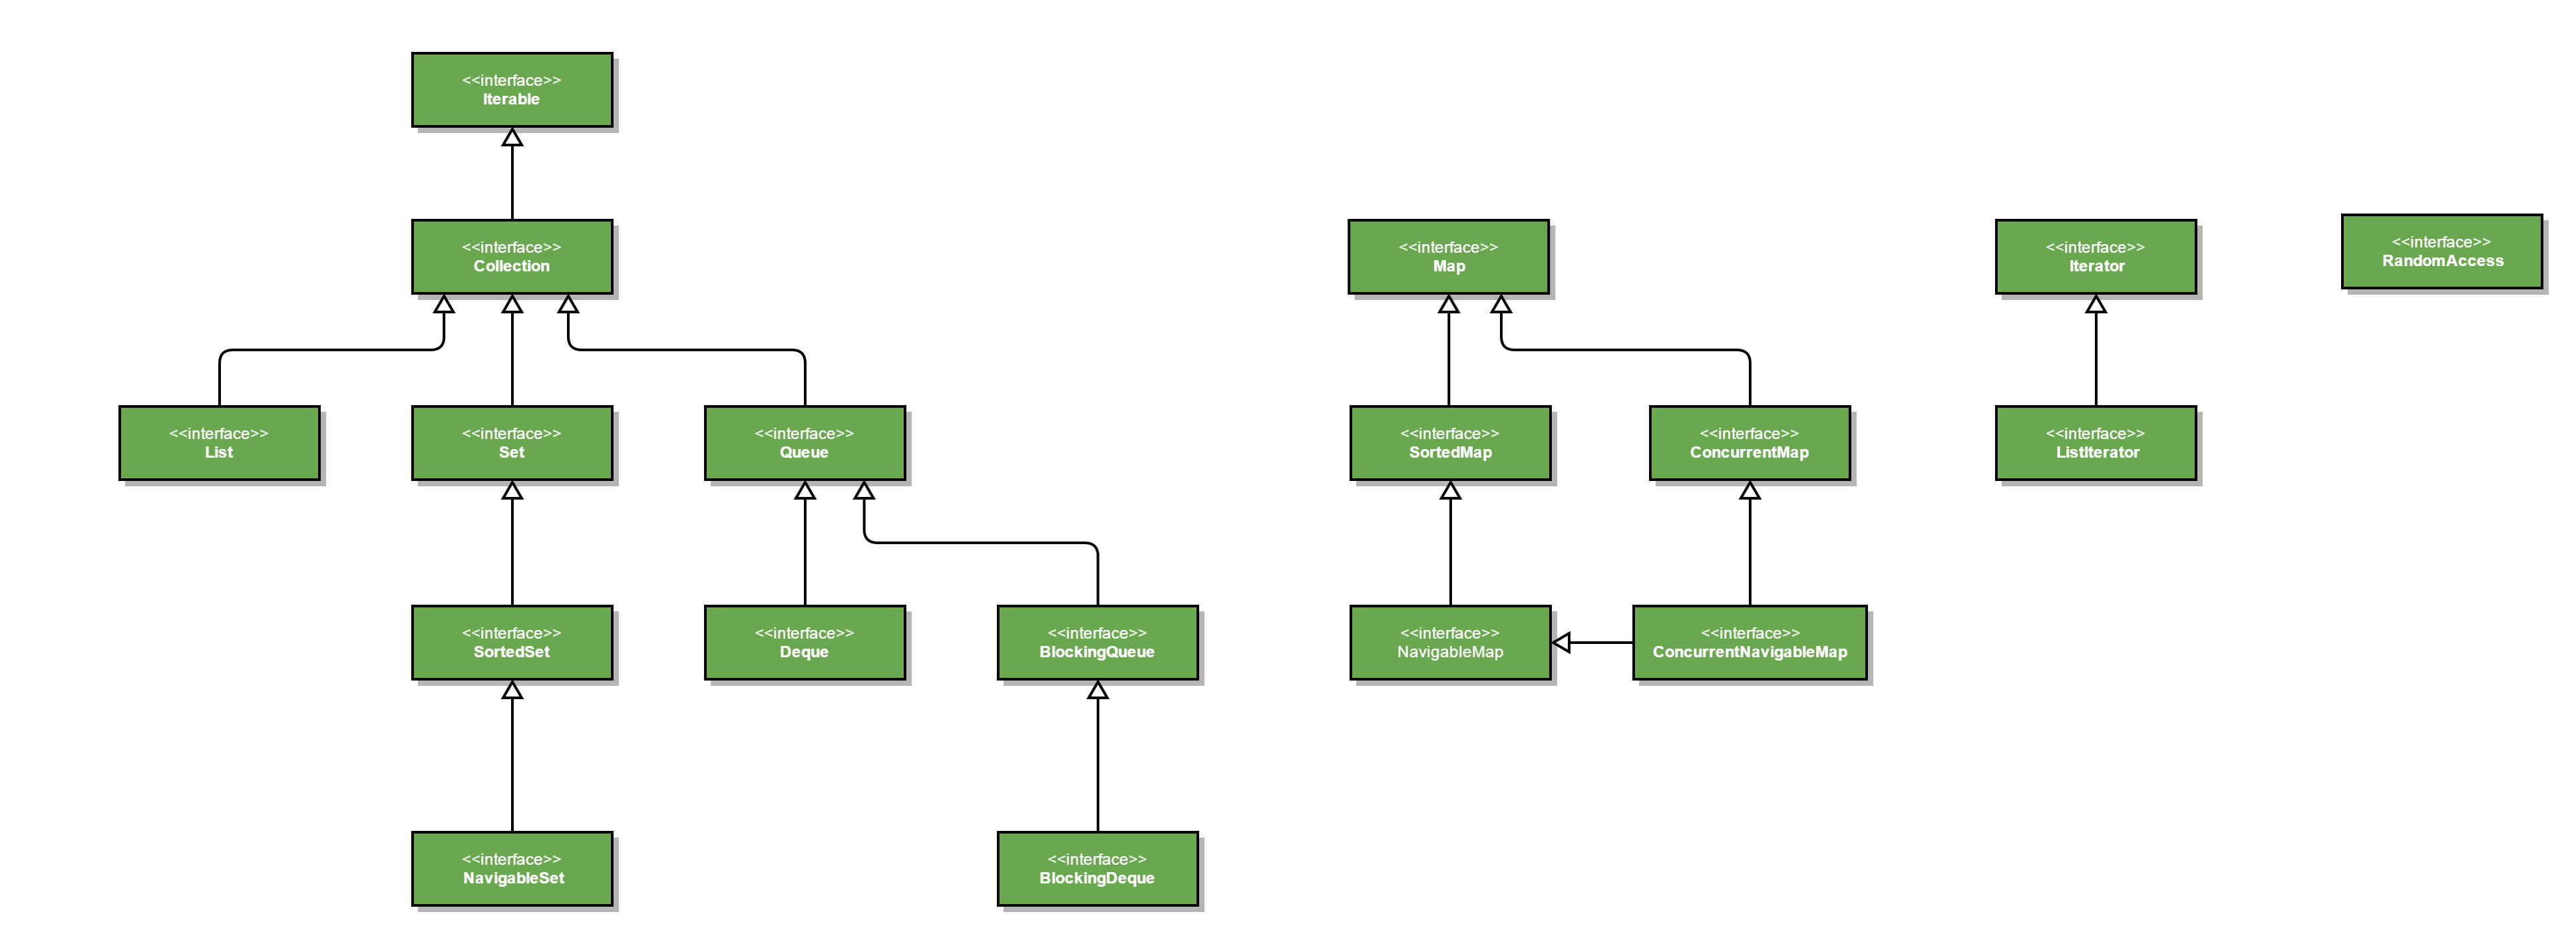 <<interface>>
Iterable
<<interface>>
Collection
<<interface>>
Map
<<interface>>
Iterator
<<interface>>
RandomAccess
<<interface>>
List
<<interface>>
Set
<<interface>>
Queue
<<interface>>
SortedMap
<<interface>>
ConcurrentMap
<<interface>>
ListIterator
<<interface>>
SortedSet
<<interface>>
Deque
<<interface>>
BlockingQueue
<<interface>>
NavigableMap
<<interface>>
ConcurrentNavigableMap
<<interface>>
NavigableSet
<<interface>>
BlockingDeque